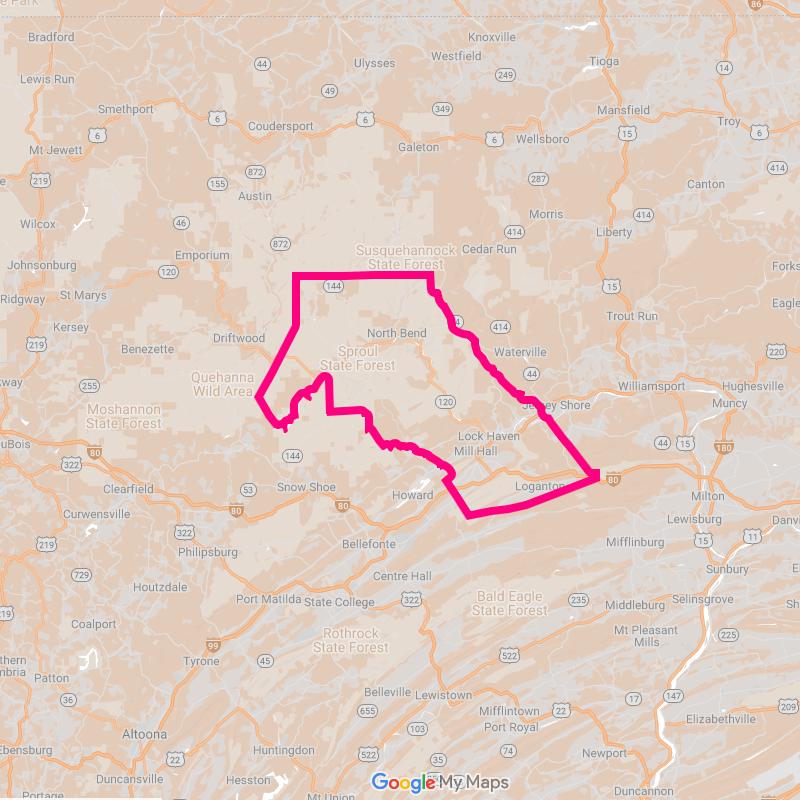 te Park
86
Bradford
Knoxville
Westfield
Ulysses
44
Tioga
249
14
Lewis Run
49
Smethport
349
Mansfield
6
6
Troy
Coudersport
15
6
6
6
Wellsboro
Mt Jewett
Galeton
414
872
219
155
287
Canton
Austin
Morris
414
46
Wilcox
414
Liberty
872
Susquehannock
State Forest
Cedar Run
Emporium
Johnsonburg
120
Forks
144
15
St Marys
Ridgway
Eagle
Trout Run
Kersey
414
North Bend
Driftwood
219
Benezette
Sproul
State Forest
Waterville
220
44
Quehanna
Wild Area
kway
255
Williamsport
Hughesville
120
Muncy
Moshannon
State Forest
Jersey Shore
Lock Haven
44
15
DuBois
180
80
Mill Hall
144
322
80
Clearfield
53
Snow Shoe
Loganton
Howard
Milton
80
80
Curwensville
Lewisburg
Danvi
322
11
15
219
Bellefonte
Mifflinburg
Philipsburg
Sunbury
729
Centre Hall
Houtzdale
Bald Eagle
State Forest
Port Matilda
State College
322
235
Selinsgrove
Middleburg
Coalport
Rothrock
State Forest
Mt Pleasant
Mills
225
99
522
Tyrone
45
thern
mbria
Patton
147
Belleville
Lewistown
17
36
Mifflintown
22
209
655
Port Royal
Elizabethville
103
Altoona
74
Ebensburg
Huntingdon
522
Newport
22
35
Duncansville
Hesston
Google My Maps
Duncannon
Portage
Mt Union